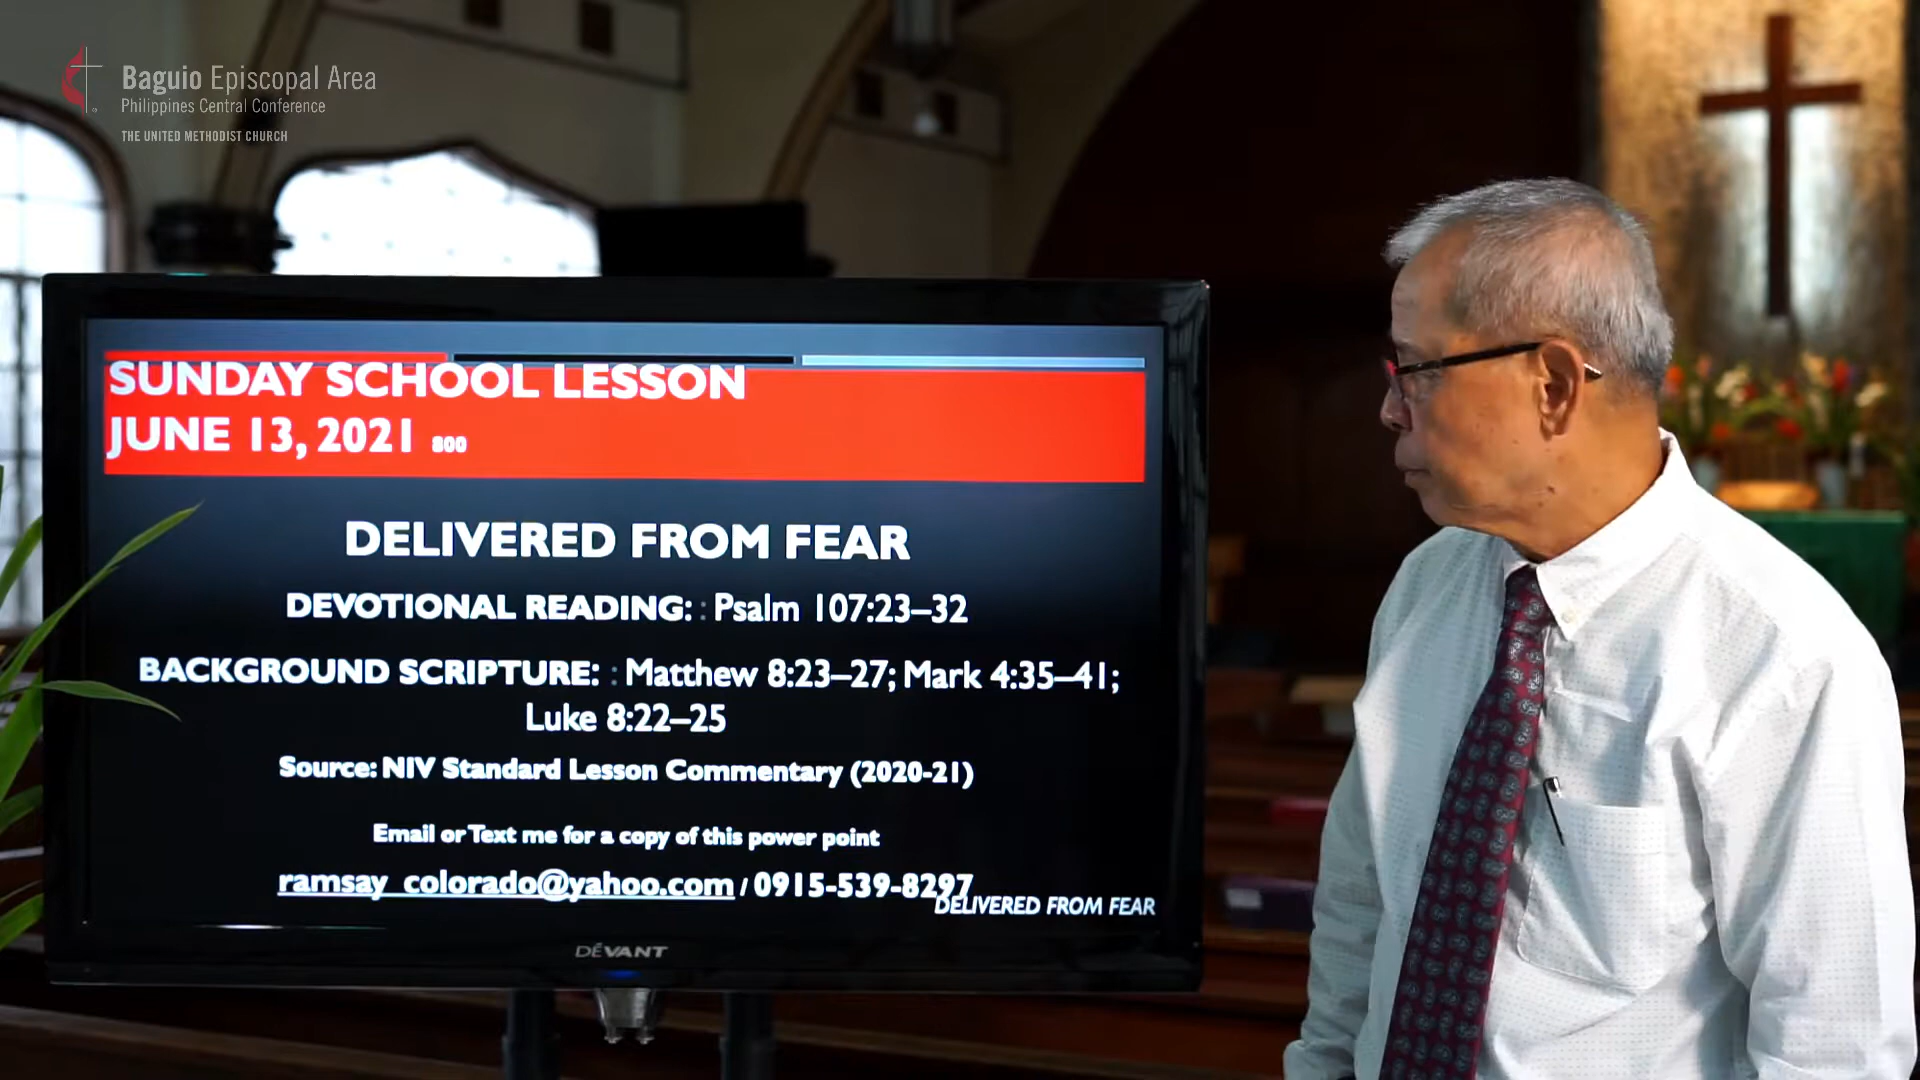 Baguio Episcopal Area
Philippines Central Conference
THE UNITED METHODIST CHURCH
SUNDAY SCHOOL LESSON
JUNE 13, 2021 800
DELIVERED FROM FEAR
DEVOTIONAL READING: : Psalm 107:23–32
BACKGROUND SCRIPTURE: : Matthew 8:23–27; Mark 4:35–41;
Luke 8:22–25
Source: NIV Standard Lesson Commentary (2020-21)
Email or Text me for a copy of this power point
ramsay_colorado@yahoo.com / 0915-539-8297
DELIVERED FROM FEAR
DÉVANT